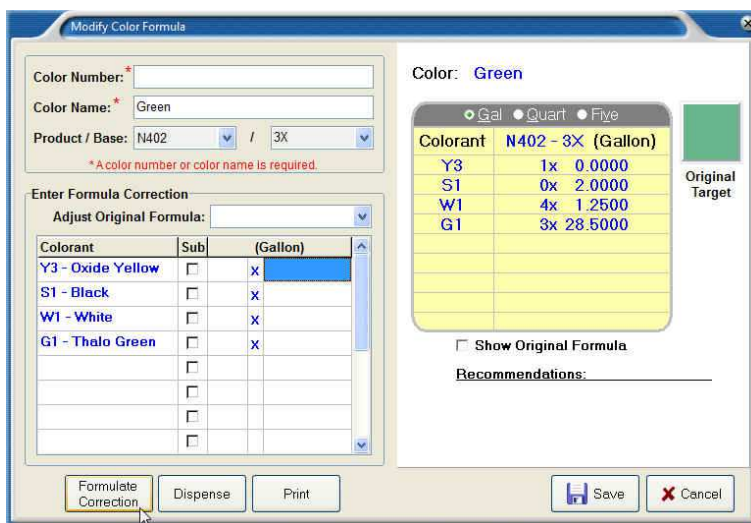 Modify Color Formula
Color Number:*
Color Name:* Green
Product / Base: N402 / 3X
*A color number or color name is required.
Enter Formula Correction
Adjust Original Formula:
Colorant Sub (Gallon)
Y3 - Oxide Yellow x
S1 - Black x
W1 - White x
G1 - Thalo Green x
Formulate
Correction
Dispense
Print
Color: Green
Gal Quart Five
Colorant N402 - 3X (Gallon)
Y3 1x 0.0000
S1 0x 2.0000
W1 4x 1.2500
G1 3x 28.5000
Original
Target
Show Original Formula
Recommendations:
Save
Cancel